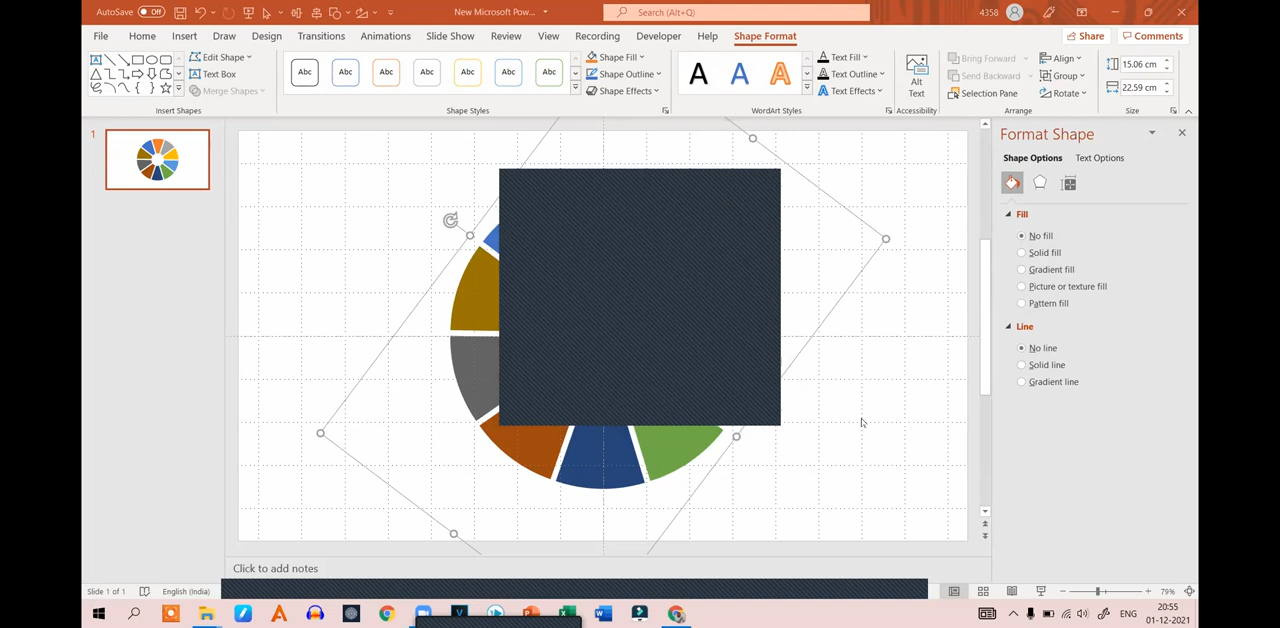 AutoSave Off
New Microsoft Pow...
Search (Alt+Q)
4358
File Home Insert Draw Design Transitions Animations Slide Show Review View Recording Developer Help Shape Format
Share Comments
Edit Shape
Text Box
Merge Shapes
Insert Shapes
Abc Abc Abc Abc Abc Abc Abc
Shape Styles
Shape Fill
Shape Outline
Shape Effects
A A A
WordArt Styles
Text Fill
Text Outline
Text Effects
Alt
Text
Accessibility
Bring Forward
Send Backward
Selection Pane
Align
Group
Rotate
Arrange
15.06 cm
22.59 cm
Size
1
Format Shape
Shape Options Text Options
Fill
No fill
Solid fill
Gradient fill
Picture or texture fill
Pattern fill
Line
No line
Solid line
Gradient line
Click to add notes
Slide 1 of 1 English (India)
79%
ENG
20:55
01-12-2021